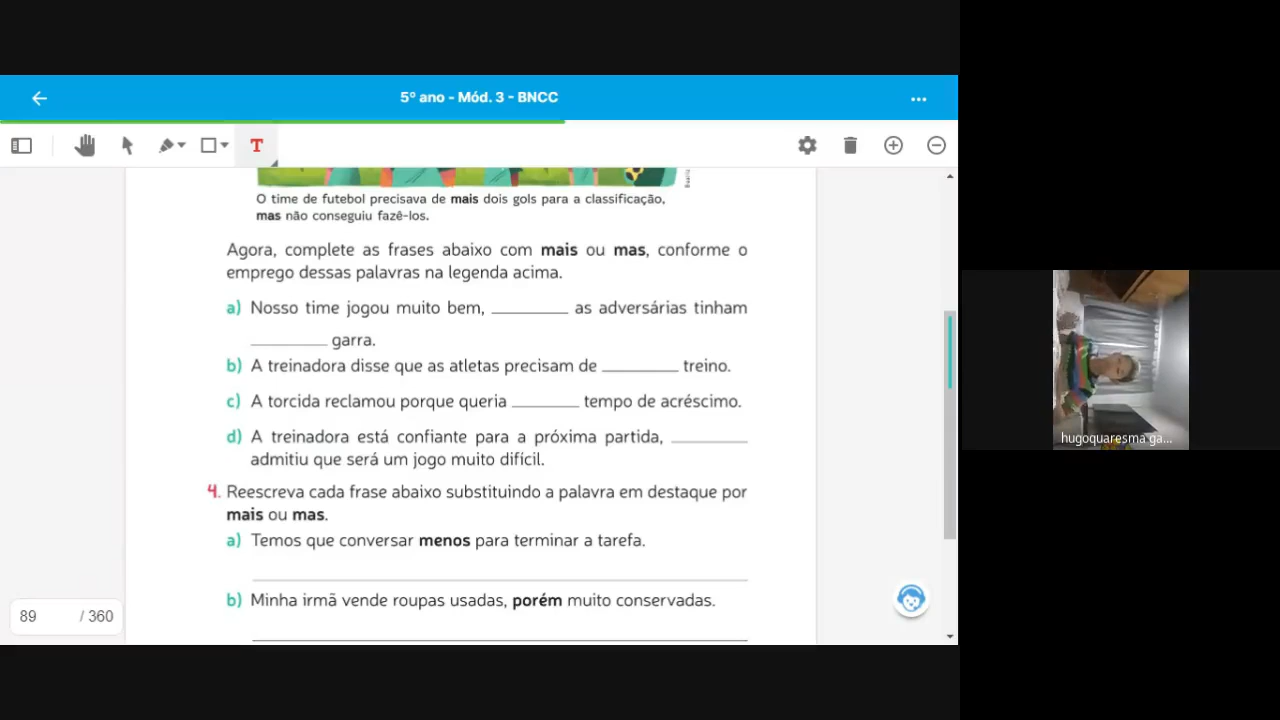 5º ano - Mód. 3 - BNCC
T
O time de futebol precisava de mais dois gols para a classificação,
mas não conseguiu fazê-los.
Agora, complete as frases abaixo com mais ou mas, conforme o
emprego dessas palavras na legenda acima.
a) Nosso time jogou muito bem, ________ as adversárias tinham
________ garra.
b) A treinadora disse que as atletas precisam de ________ treino.
c) A torcida reclamou porque queria ________ tempo de acréscimo.
d) A treinadora está confiante para a próxima partida, ________
admitiu que será um jogo muito difícil.
4. Reescreva cada frase abaixo substituindo a palavra em destaque por
mais ou mas.
a) Temos que conversar menos para terminar a tarefa.
b) Minha irmã vende roupas usadas, porém muito conservadas.
89 / 360
hugoquaresma ga...